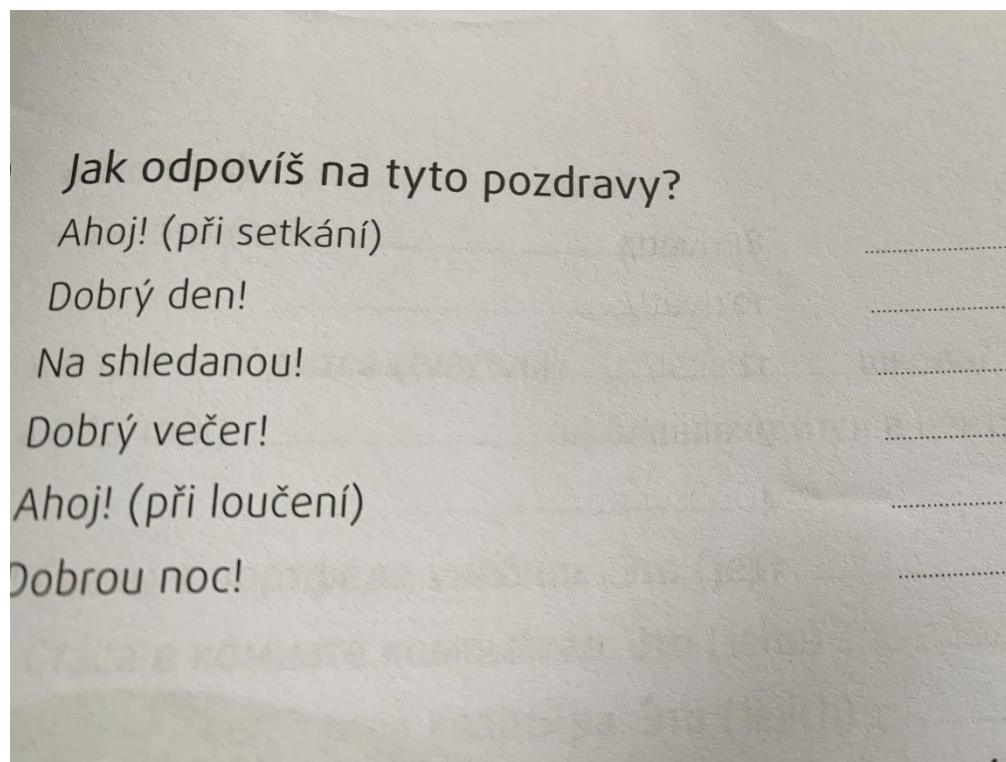 Jak odpovíš na tyto pozdravy?
Ahoj! (při setkání)
Dobrý den!
Na shledanou!
Dobrý večer!
Ahoj! (při loučení)
Dobrou noc!